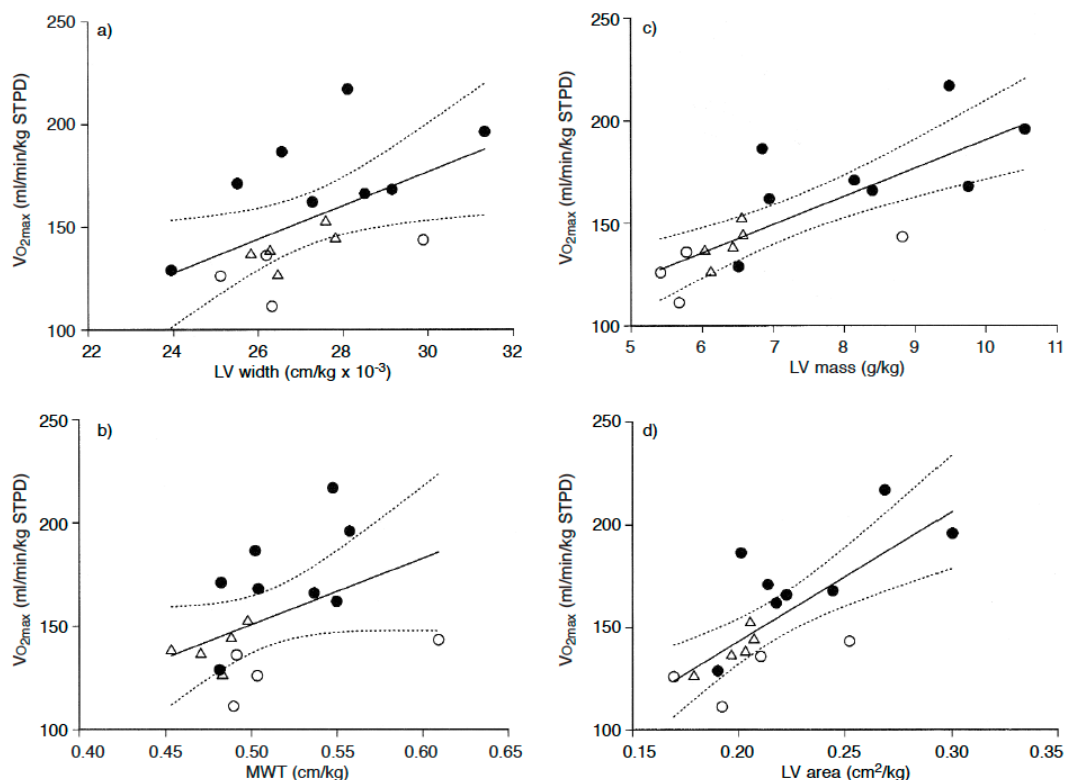 a)
250
200
150
100
VO2max (ml/min/kg STPD)
22 24 26 28 30 32
LV width (cm/kg x 10-3)
c)
250
200
150
100
VO2max (ml/min/kg STPD)
5 6 7 8 9 10 11
LV mass (g/kg)
b)
250
200
150
100
VO2max (ml/min/kg STPD)
0.40 0.45 0.50 0.55 0.60 0.65
MWT (cm/kg)
d)
250
200
150
100
VO2max (ml/min/kg STPD)
0.15 0.20 0.25 0.30 0.35
LV area (cm2/kg)